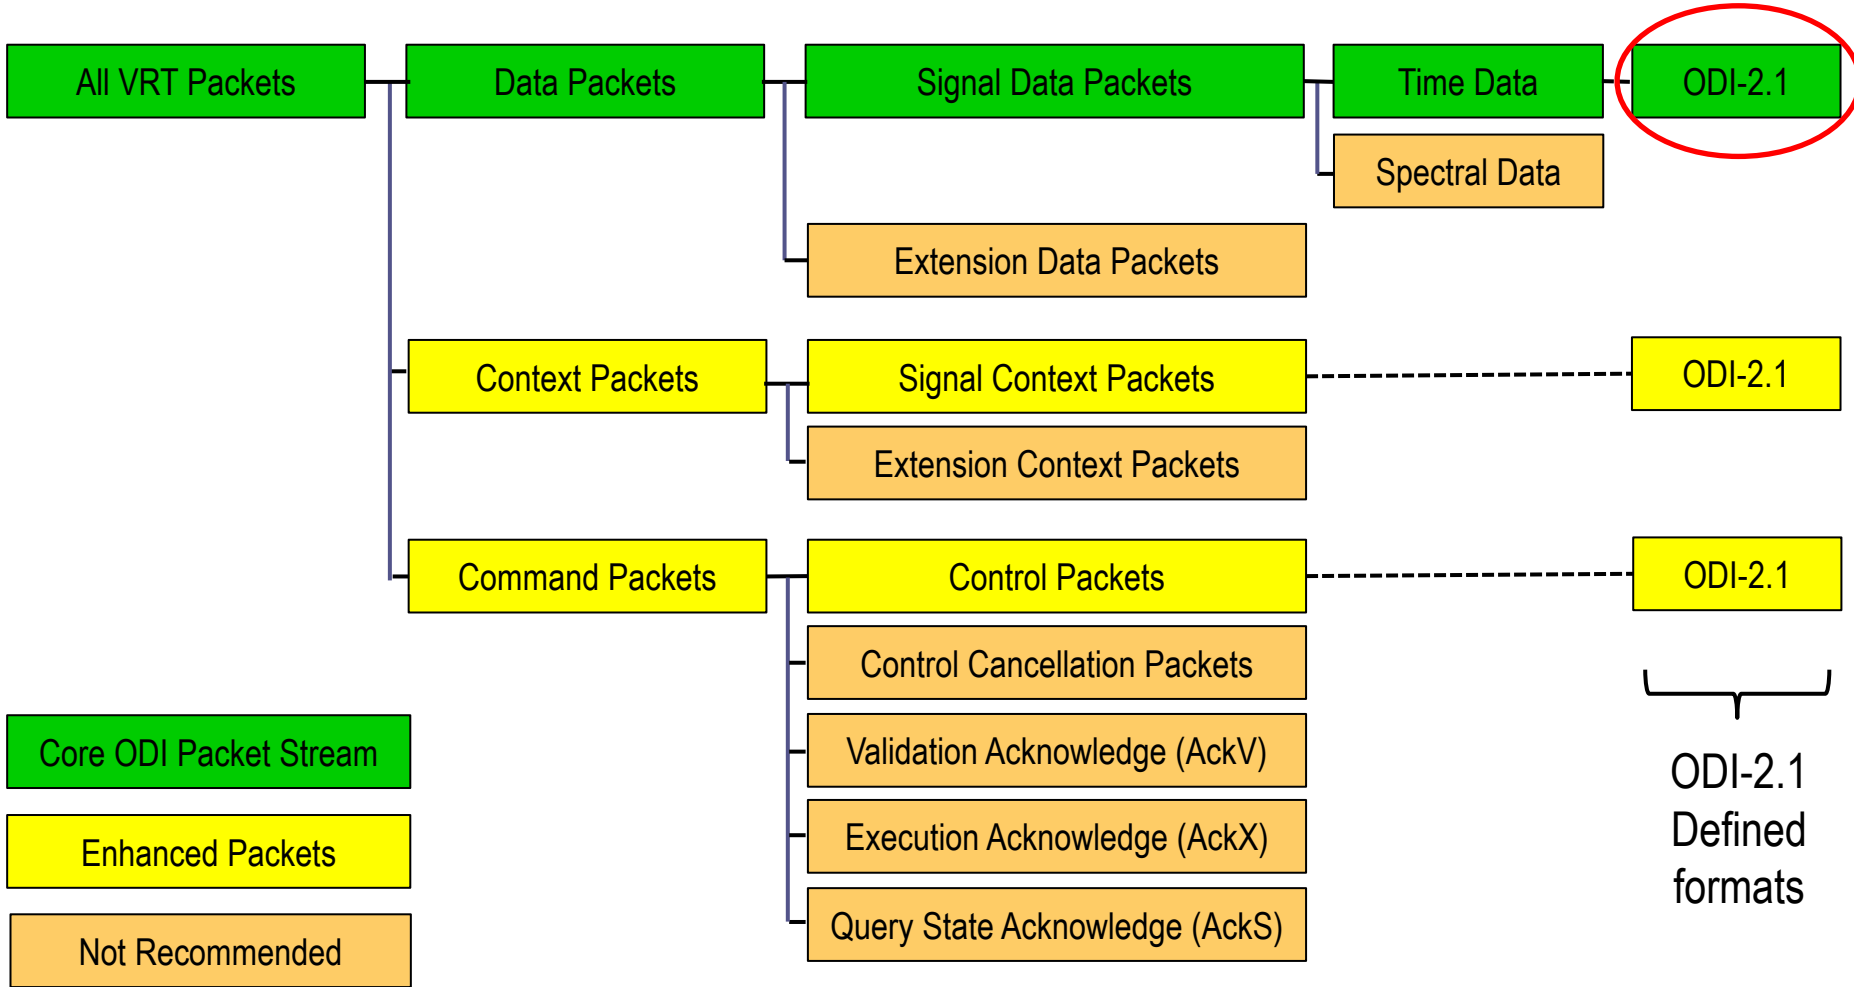 All VRT Packets
Data Packets
Signal Data Packets
Time Data
ODI-2.1
Spectral Data
Extension Data Packets
Context Packets
Signal Context Packets
ODI-2.1
Extension Context Packets
Command Packets
Control Packets
ODI-2.1
Control Cancellation Packets
Validation Acknowledge (AckV)
Execution Acknowledge (AckX)
Query State Acknowledge (AckS)
Core ODI Packet Stream
Enhanced Packets
Not Recommended
ODI-2.1
Defined
formats